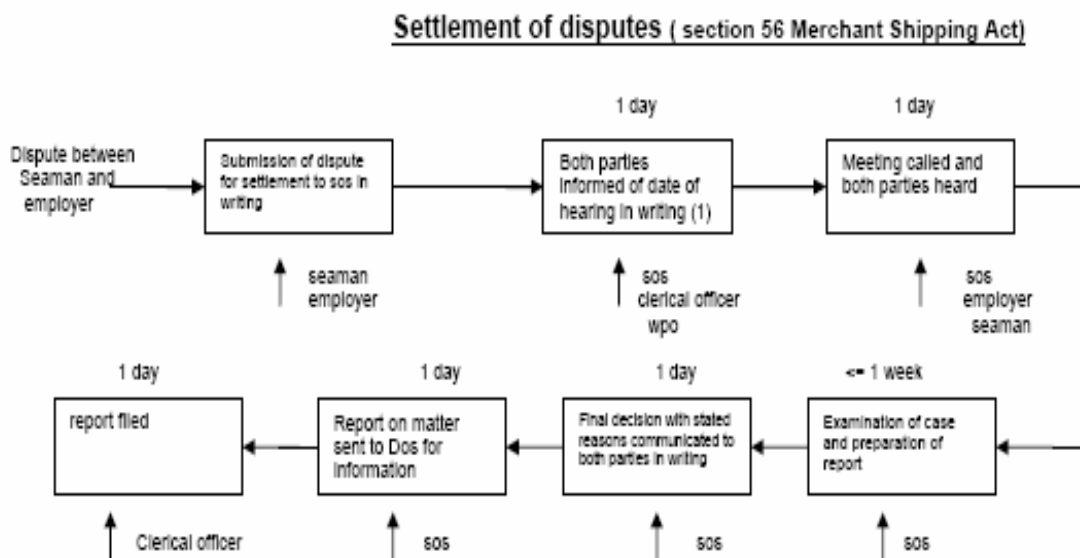 Settlement of disputes ( section 56 Merchant Shipping Act)
1 day
1 day
Dispute between
Seaman and
employer
Submission of dispute
for settlement to sos in
writing
Both parties
informed of date of
hearing in writing (1)
Meeting called and
both parties heard
seaman
employer
sos
clerical officer
wpo
sos
employer
seaman
1 day
1 day
1 day
<= 1 week
report filed
Report on matter
sent to Dos for
information
Final decision with stated
reasons communicated to
both parties in writing
Examination of case
and preparation of
report
Clerical officer
sos
sos
sos